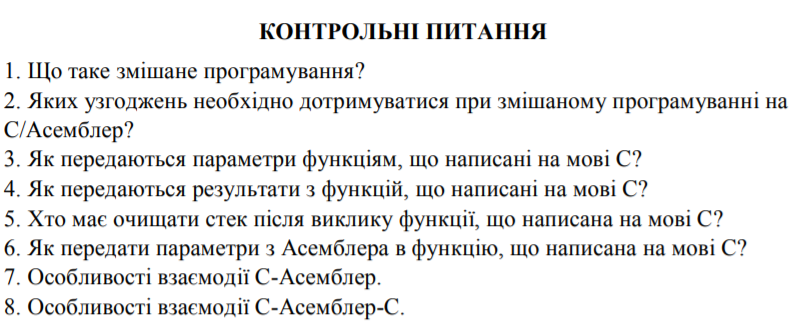 КОНТРОЛЬНІ ПИТАННЯ
1. Що таке змішане програмування?
2. Яких узгоджень необхідно дотримуватися при змішаному програмуванні на
С/Асемблер?
3. Як передаються параметри функціям, що написані на мові С?
4. Як передаються результати з функцій, що написані на мові С?
5. Хто має очищати стек після виклику функції, що написана на мові С?
6. Як передати параметри з Асемблера в функцію, що написана на мові С?
7. Особливості взаємодії С-Асемблер.
8. Особливості взаємодії С-Асемблер-С.